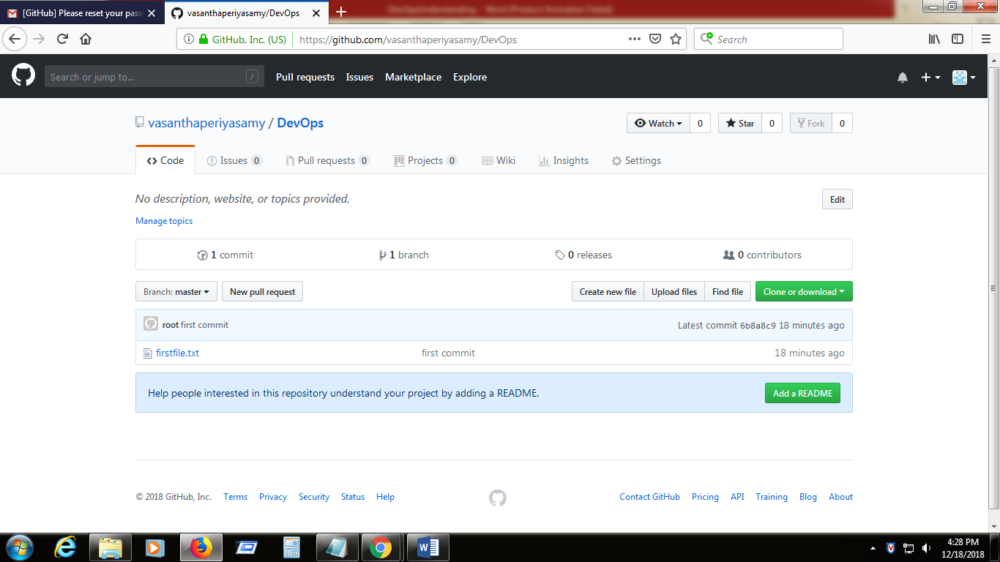 [GitHub] Please reset your pass
vasanthaperiyasamy/DevOps
DevOpsUnderstanding - Word (Product Activation Failed)
GitHub, Inc. (US) https://github.com/vasanthaperiyasamy/DevOps Search
Search or jump to... / Pull requests Issues Marketplace Explore
vasanthaperiyasamy / DevOps Watch 0 Star 0 Fork 0
Code Issues 0 Pull requests 0 Projects 0 Wiki Insights Settings
No description, website, or topics provided. Edit
Manage topics
1 commit 1 branch 0 releases 0 contributors
Branch: master New pull request Create new file Upload files Find file Clone or download
root first commit Latest commit 6b8a8c9 18 minutes ago
firstfile.txt first commit 18 minutes ago
Help people interested in this repository understand your project by adding a README. Add a README
© 2018 GitHub, Inc. Terms Privacy Security Status Help Contact GitHub Pricing API Training Blog About
4:28 PM
12/18/2018